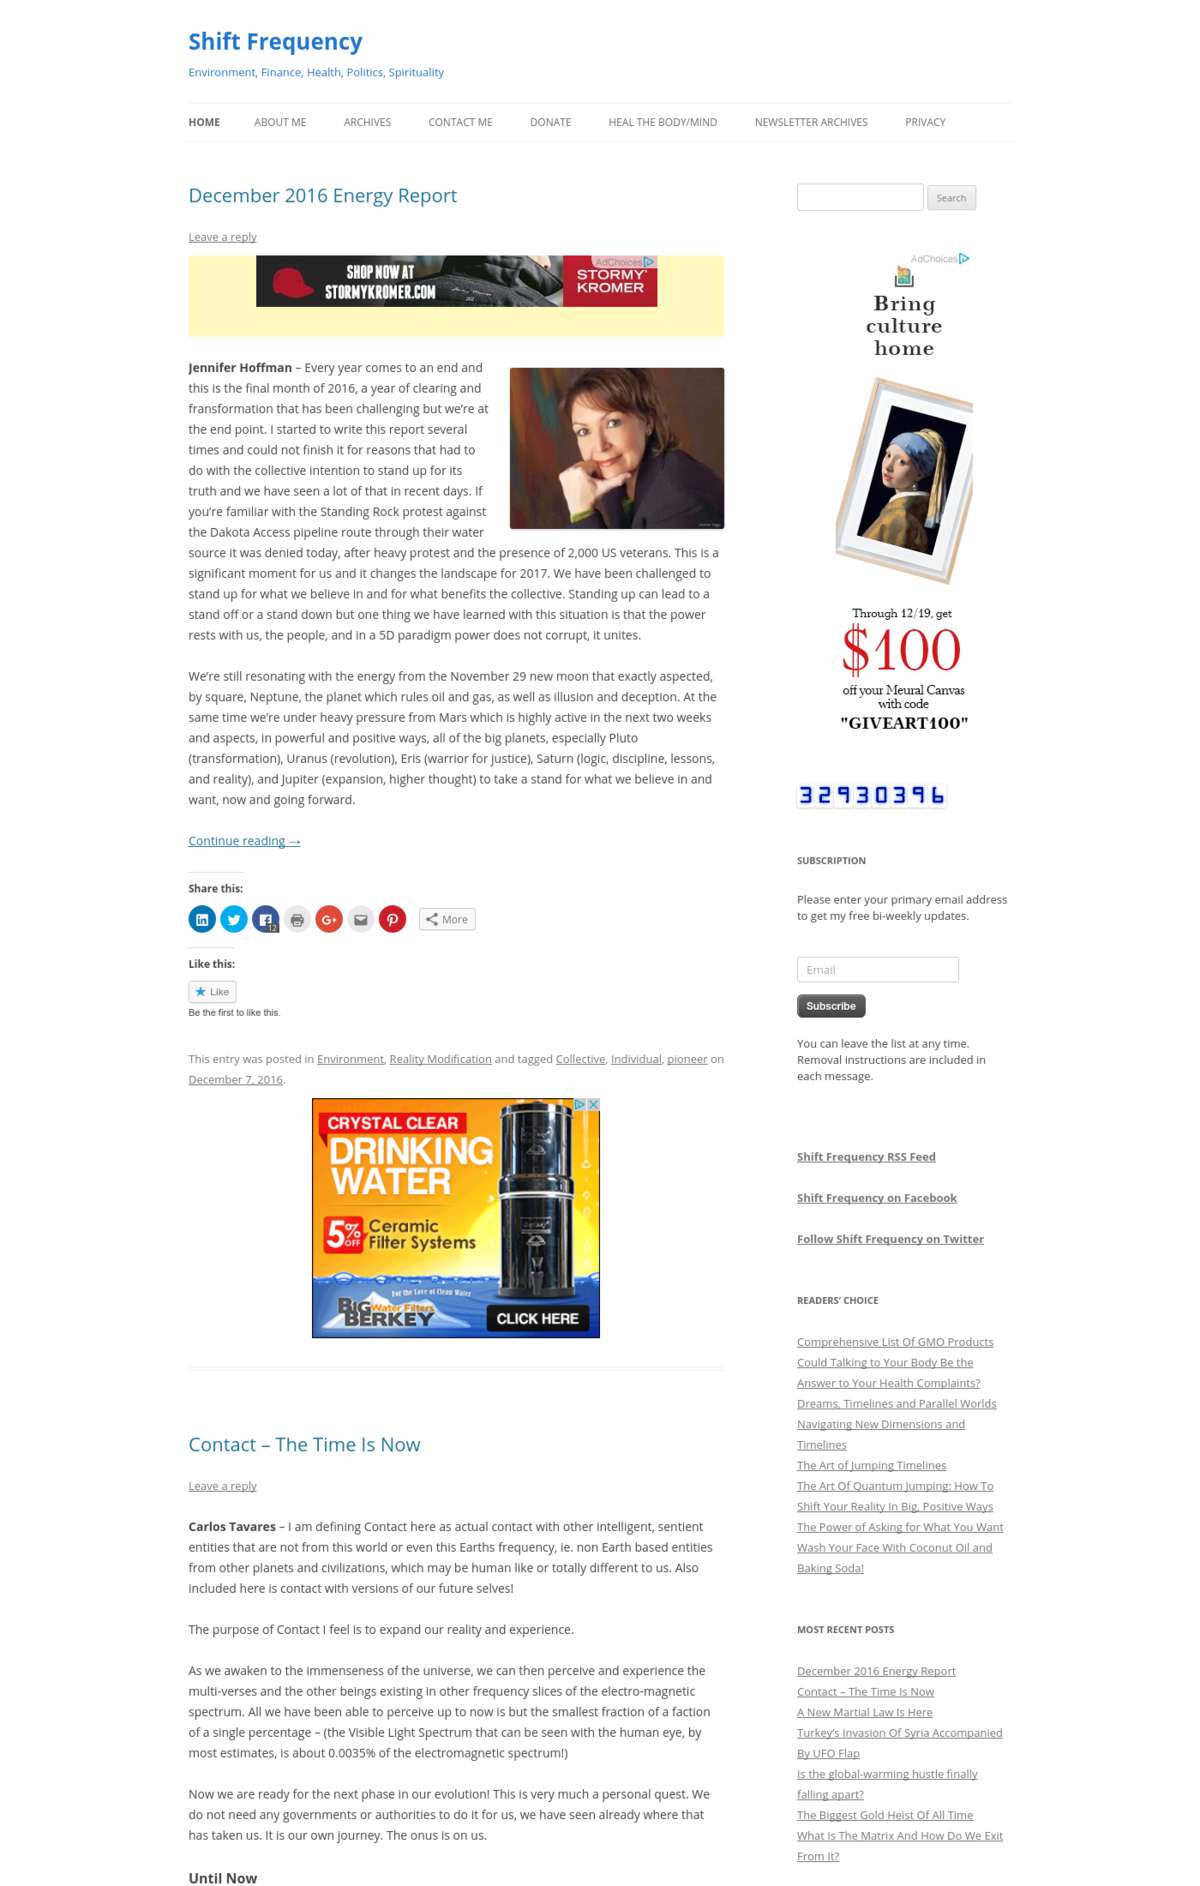 Shift Frequency
Environment, Finance, Health, Politics, Spirituality
HOME ABOUT ME ARCHIVES CONTACT ME DONATE HEAL THE BODY/MIND NEWSLETTER ARCHIVES PRIVACY
December 2016 Energy Report
Leave a reply
AdChoices
SHOP NOW AT
STORMYKROMER.COM
STORMY
KROMER
Jennifer Hoffman – Every year comes to an end and
this is the final month of 2016, a year of clearing and
transformation that has been challenging but we’re at
the end point. I started to write this report several
times and could not finish it for reasons that had to
do with the collective intention to stand up for its
truth and we have seen a lot of that in recent days. If
you’re familiar with the Standing Rock protest against
the Dakota Access pipeline route through their water
source it was denied today, after heavy protest and the presence of 2,000 US veterans. This is a
significant moment for us and it changes the landscape for 2017. We have been challenged to
stand up for what we believe in and for what benefits the collective. Standing up can lead to a
stand off or a stand down but one thing we have learned with this situation is that the power
rests with us, the people, and in a 5D paradigm power does not corrupt, it unites.
We’re still resonating with the energy from the November 29 new moon that exactly aspected,
by square, Neptune, the planet which rules oil and gas, as well as illusion and deception. At the
same time we’re under heavy pressure from Mars which is highly active in the next two weeks
and aspects, in powerful and positive ways, all of the big planets, especially Pluto
(transformation), Uranus (revolution), Eris (warrior for justice), Saturn (logic, discipline, lessons,
and reality), and Jupiter (expansion, higher thought) to take a stand for what we believe in and
want, now and going forward.
Continue reading →
Share this:
12
More
Like this:
Like
Be the first to like this.
This entry was posted in Environment, Reality Modification and tagged Collective, Individual, pioneer on
December 7, 2016.
CRYSTAL CLEAR
DRINKING
WATER
5%
OFF
Ceramic
Filter Systems
For the Love of Clean Water
BIG Water Filters
BERKEY
CLICK HERE
Contact – The Time Is Now
Leave a reply
Carlos Tavares – I am defining Contact here as actual contact with other intelligent, sentient
entities that are not from this world or even this Earths frequency, ie. non Earth based entities
from other planets and civilizations, which may be human like or totally different to us. Also
included here is contact with versions of our future selves!
The purpose of Contact I feel is to expand our reality and experience.
As we awaken to the immenseness of the universe, we can then perceive and experience the
multi-verses and the other beings existing in other frequency slices of the electro-magnetic
spectrum. All we have been able to perceive up to now is but the smallest fraction of a faction
of a single percentage – (the Visible Light Spectrum that can be seen with the human eye, by
most estimates, is about 0.0035% of the electromagnetic spectrum!)
Now we are ready for the next phase in our evolution! This is very much a personal quest. We
do not need any governments or authorities to do it for us, we have seen already where that
has taken us. It is our own journey. The onus is on us.
Until Now
Search
AdChoices
Bring
culture
home
Through 12/19, get
$100
off your Meural Canvas
with code
"GIVEART100"
32930396
SUBSCRIPTION
Please enter your primary email address
to get my free bi-weekly updates.
Email
Subscribe
You can leave the list at any time.
Removal instructions are included in
each message.
Shift Frequency RSS Feed
Shift Frequency on Facebook
Follow Shift Frequency on Twitter
READERS’ CHOICE
Comprehensive List Of GMO Products
Could Talking to Your Body Be the
Answer to Your Health Complaints?
Dreams, Timelines and Parallel Worlds
Navigating New Dimensions and
Timelines
The Art of Jumping Timelines
The Art Of Quantum Jumping: How To
Shift Your Reality In Big, Positive Ways
The Power of Asking for What You Want
Wash Your Face With Coconut Oil and
Baking Soda!
MOST RECENT POSTS
December 2016 Energy Report
Contact – The Time Is Now
A New Martial Law Is Here
Turkey’s Invasion Of Syria Accompanied
By UFO Flap
Is the global-warming hustle finally
falling apart?
The Biggest Gold Heist Of All Time
What Is The Matrix And How Do We Exit
From It?